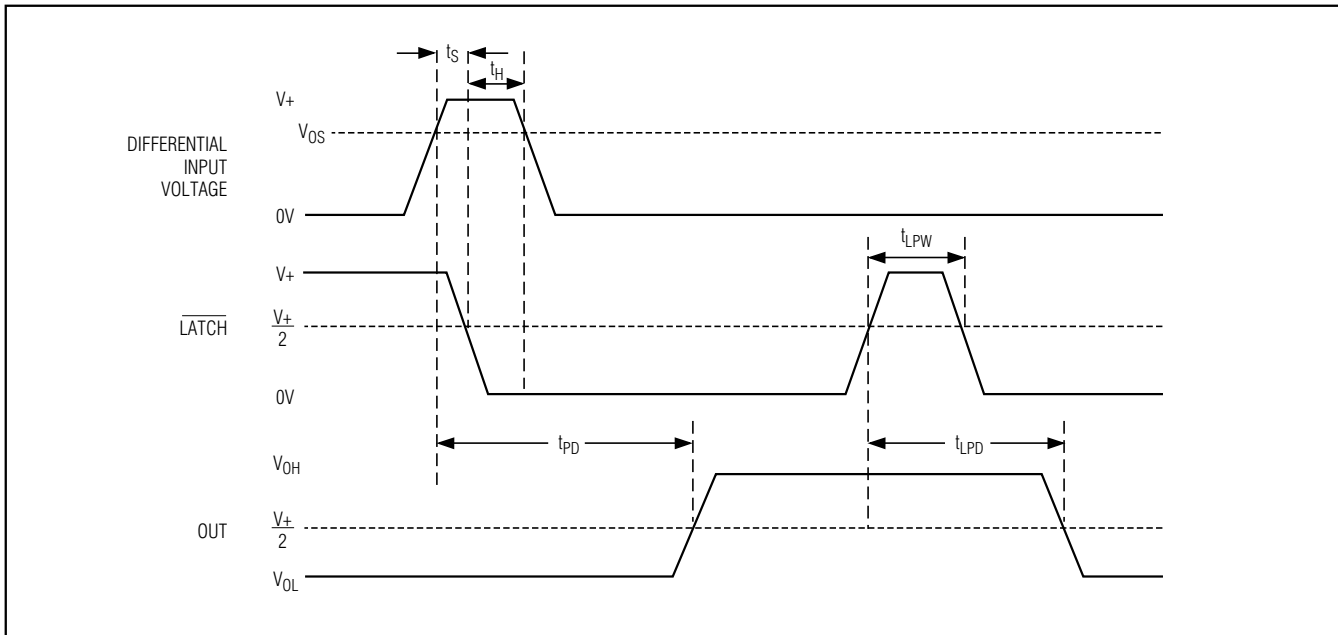 tS
tH
V+
VOS
DIFFERENTIAL
INPUT
VOLTAGE
0V
tLPW
V+
LATCH
V+
2
0V
tPD
tLPD
VOH
OUT
V+
2
VOL